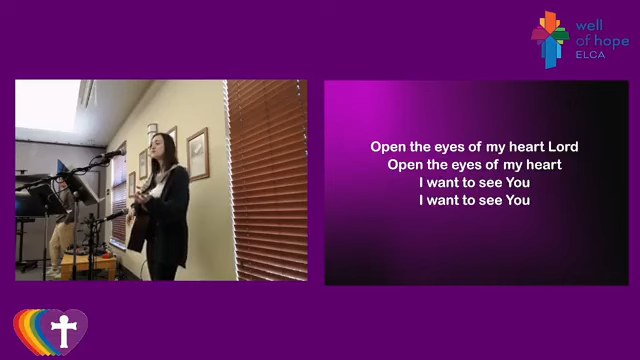 well
of hope
ELCA
Open the eyes of my heart Lord
Open the eyes of my heart
I want to see You
I want to see You